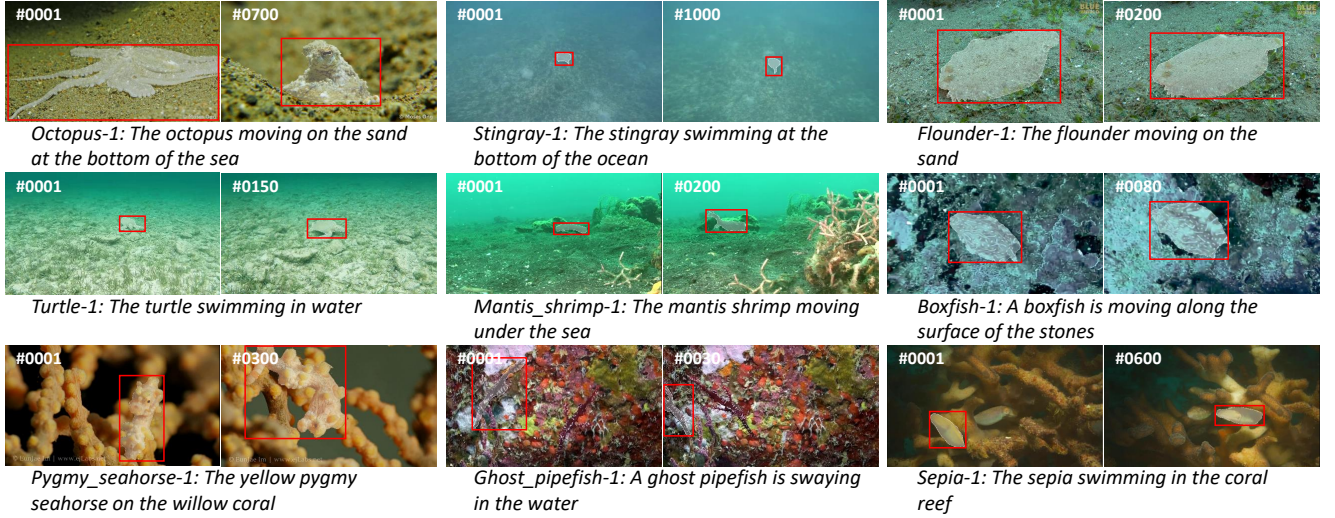 #0001 #0700 #0001 #1000 #0001 #0200
BLUE BLUE
Octopus-1: The octopus moving on the sand
at the bottom of the sea
Stingray-1: The stingray swimming at the
bottom of the ocean
Flounder-1: The flounder moving on the
sand
#0001 #0150 #0001 #0200 #0001 #0080
Turtle-1: The turtle swimming in water
Mantis_shrimp-1: The mantis shrimp moving
under the sea
Boxfish-1: A boxfish is moving along the
surface of the stones
#0001 #0300 #0001 #0030 #0001 #0600
Pygmy_seahorse-1: The yellow pygmy
seahorse on the willow coral
Ghost_pipefish-1: A ghost pipefish is swaying
in the water
Sepia-1: The sepia swimming in the coral
reef